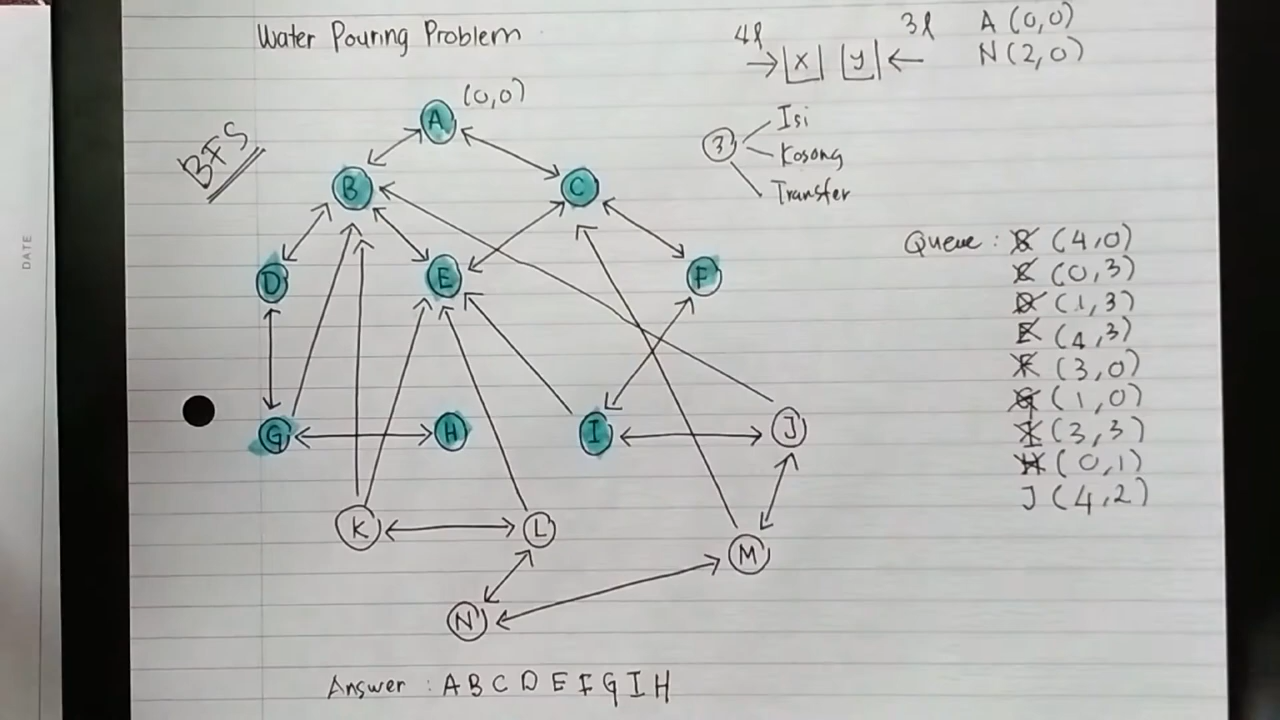 Water Pouring Problem
4l
3l
A (0,0)
→ |x| |y| ←
N (2,0)
(0,0)
A
BFS
3
Isi
Kosong
Transfer
B
C
D
E
F
Queue : B (4,0)
C (0,3)
D (1,3)
E (4,3)
F (3,0)
G (1,0)
I (3,3)
H (0,1)
J (4,2)
G
H
I
J
K
L
M
N
Answer : A B C D E F G I H
DATE